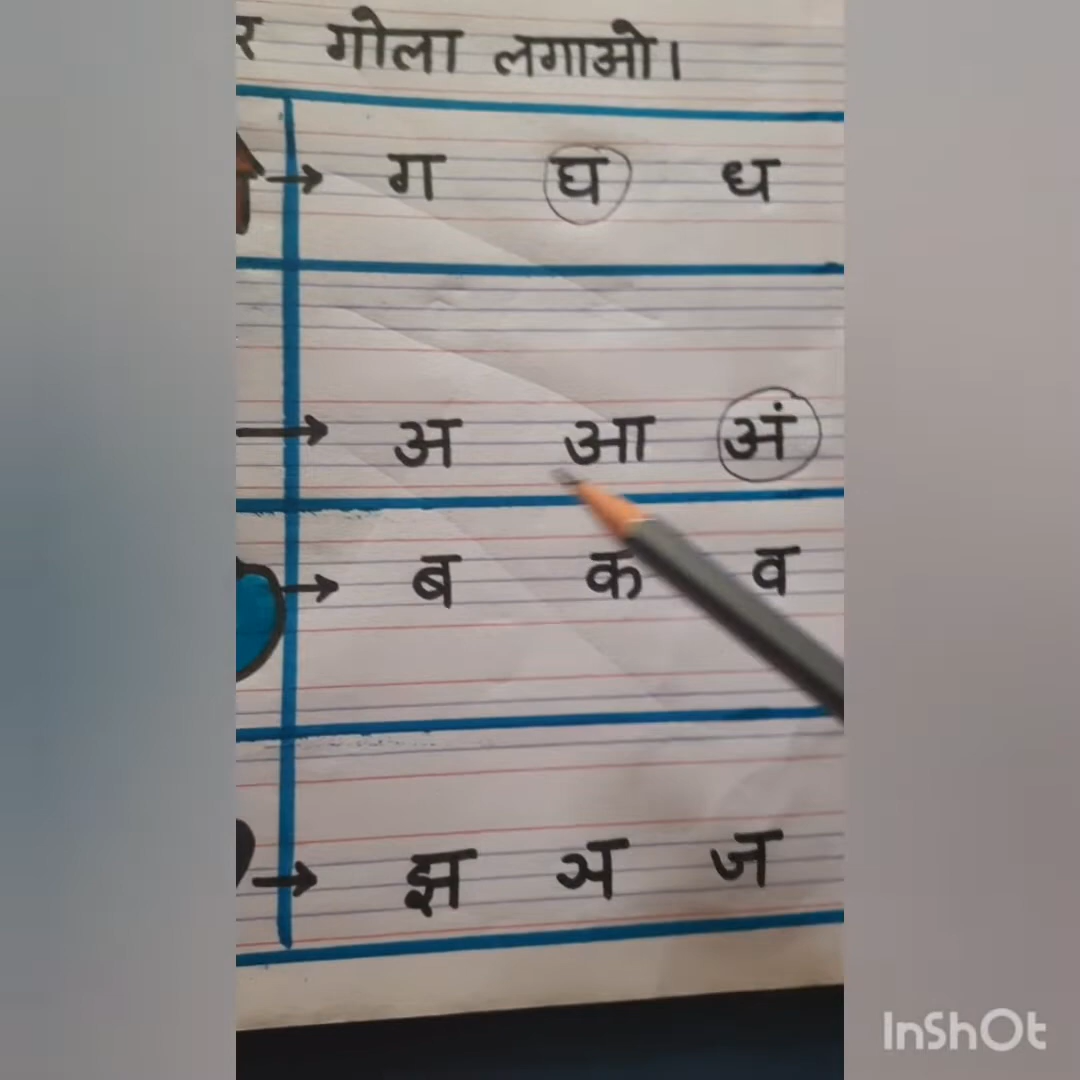 र गोला लगाओ।
ग घ ध
अ आ अं
ब क व
झ ञ ज
InShOt